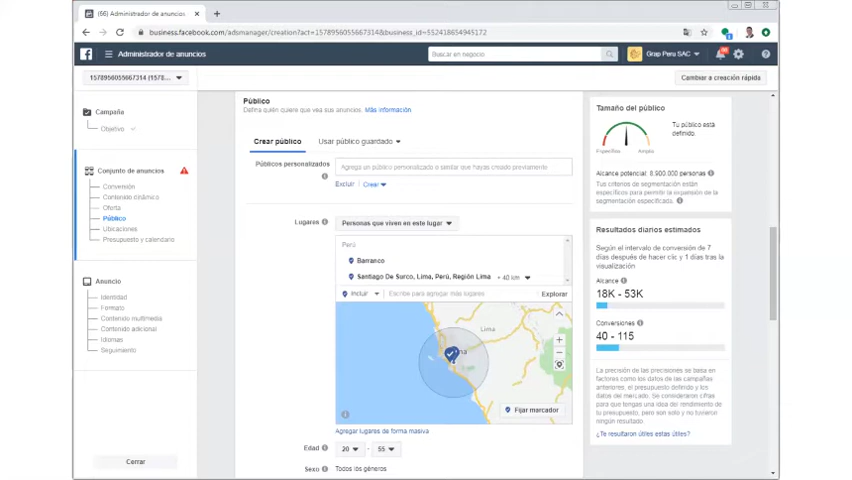 (66) Administrador de anuncios
business.facebook.com/adsmanager/creation?act=1578956055667314&business_id=552418654945172
Administrador de anuncios
Buscar en negocio
Grap Peru SAC
1578956055667314 (1578...
Cambiar a creación rápida
Campaña
Objetivo
Conjunto de anuncios
Conversión
Contenido dinámico
Oferta
Público
Ubicaciones
Presupuesto y calendario
Anuncio
Identidad
Formato
Contenido multimedia
Contenido adicional
Idiomas
Seguimiento
Cerrar
Público
Defina quién quiere que vea sus anuncios. Más información
Crear público
Usar público guardado
Públicos personalizados
Agrega un público personalizado o similar que hayas creado previamente
Excluir
Crear
Lugares
Personas que viven en este lugar
Perú
Barranco
Santiago De Surco, Lima, Perú, Región Lima + 40 km
Incluir
Escribe para agregar más lugares
Explorar
Lima
Fijar marcador
Agregar lugares de forma masiva
Edad
20
-
55
Sexo
Todos los géneros
Tamaño del público
Específico
Amplio
Tu público está
definido.
Alcance potencial: 8.900.000 personas
Tus criterios de segmentación están
específicos para permitir la expansión de la
segmentación especificada.
Resultados diarios estimados
Según el intervalo de conversión de 7
días después de hacer clic y 1 días tras la
visualización
Alcance
18K - 53K
Conversiones
40 - 115
La precisión de las precisiones se basa en
factores como los datos de las campañas
anteriores, el presupuesto definido y los
datos del mercado. Se consideraron cifras
para que tengas una idea del rendimiento de
tu presupuesto, pero son solo y no tuvieron
ningún resultado.
¿Te resultaron útiles estas útiles?